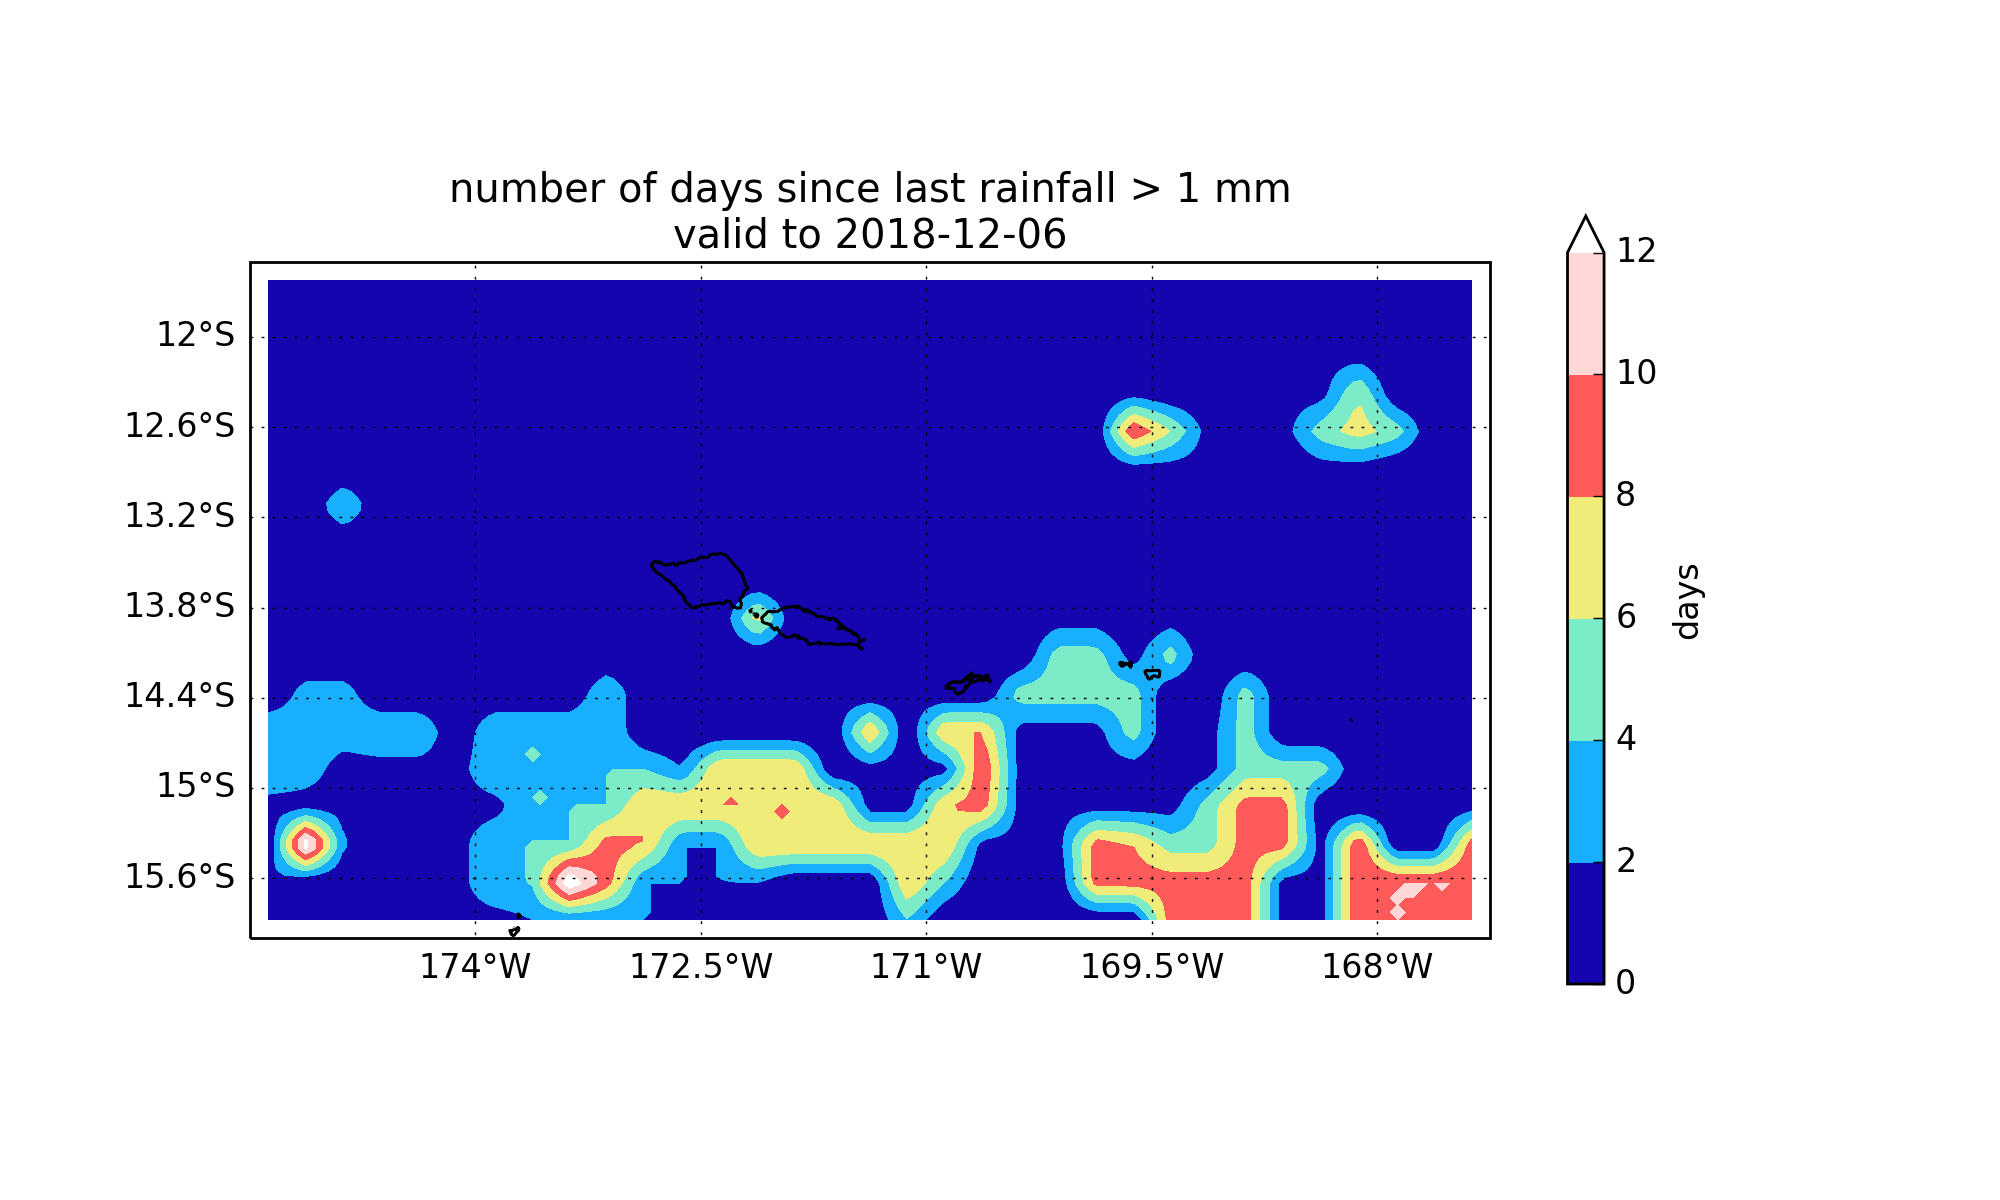 number of days since last rainfall > 1 mm
valid to 2018-12-06
12°S
12.6°S
13.2°S
13.8°S
14.4°S
15°S
15.6°S
174°W
172.5°W
171°W
169.5°W
168°W
12
10
8
6
4
2
0
days